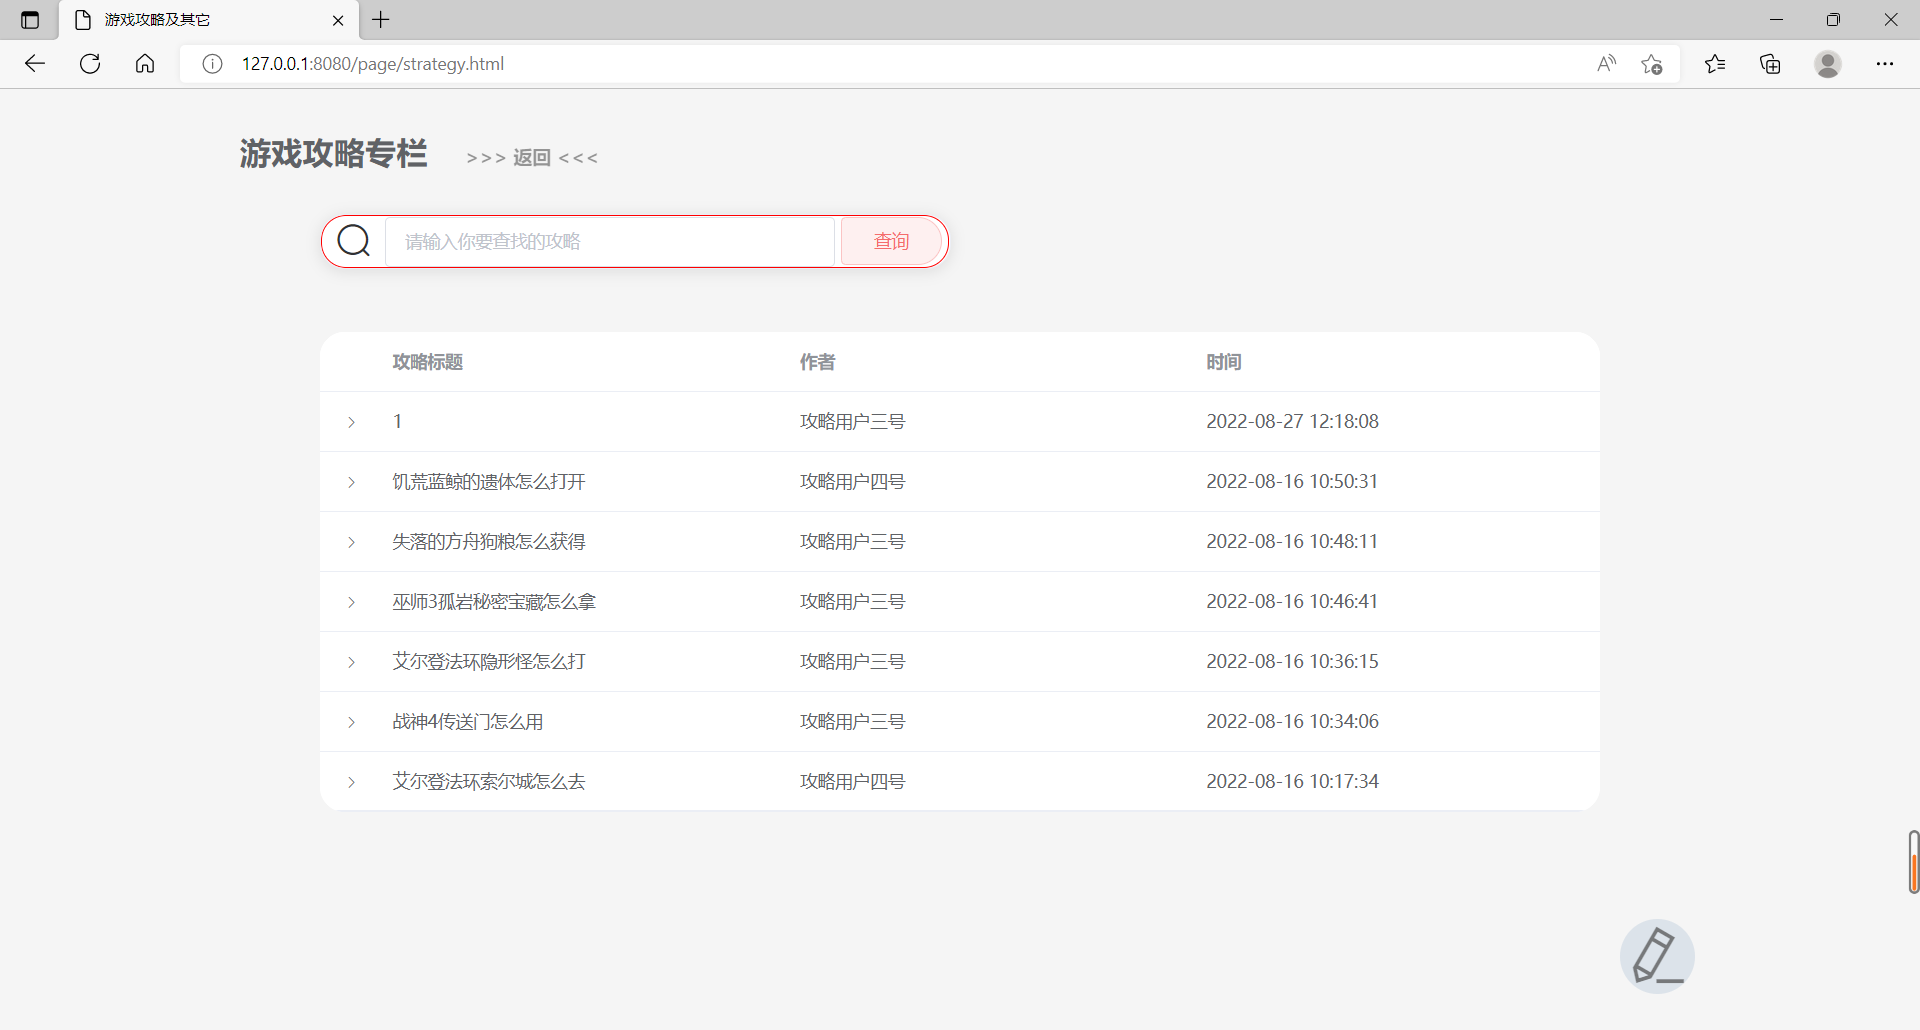 游戏攻略及其它
127.0.0.1:8080/page/strategy.html
游戏攻略专栏 >>> 返回 <<<
请输入你要查找的攻略 查询
攻略标题 作者 时间
1 攻略用户三号 2022-08-27 12:18:08
饥荒蓝鲸的遗体怎么打开 攻略用户四号 2022-08-16 10:50:31
失落的方舟狗粮怎么获得 攻略用户三号 2022-08-16 10:48:11
巫师3孤岩秘密宝藏怎么拿 攻略用户三号 2022-08-16 10:46:41
艾尔登法环隐形怪怎么打 攻略用户三号 2022-08-16 10:36:15
战神4传送门怎么用 攻略用户三号 2022-08-16 10:34:06
艾尔登法环索尔城怎么去 攻略用户四号 2022-08-16 10:17:34